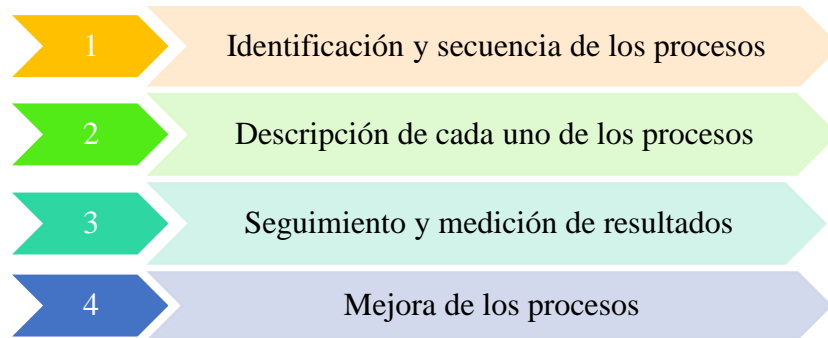 1 Identificación y secuencia de los procesos
2 Descripción de cada uno de los procesos
3 Seguimiento y medición de resultados
4 Mejora de los procesos